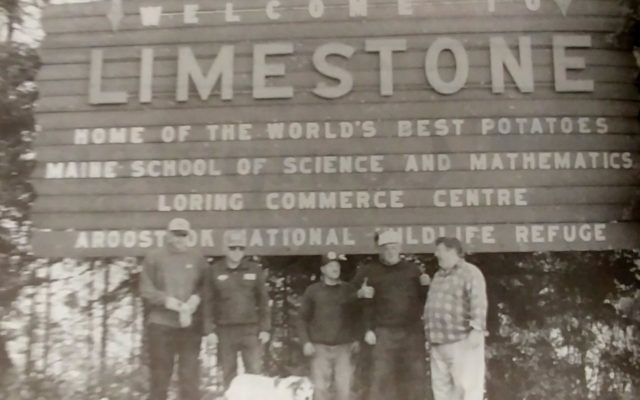 WELCOME TO
LIMESTONE
HOME OF THE WORLD'S BEST POTATOES
MAINE SCHOOL OF SCIENCE AND MATHEMATICS
LORING COMMERCE CENTRE
AROOSTOOK NATIONAL WILDLIFE REFUGE